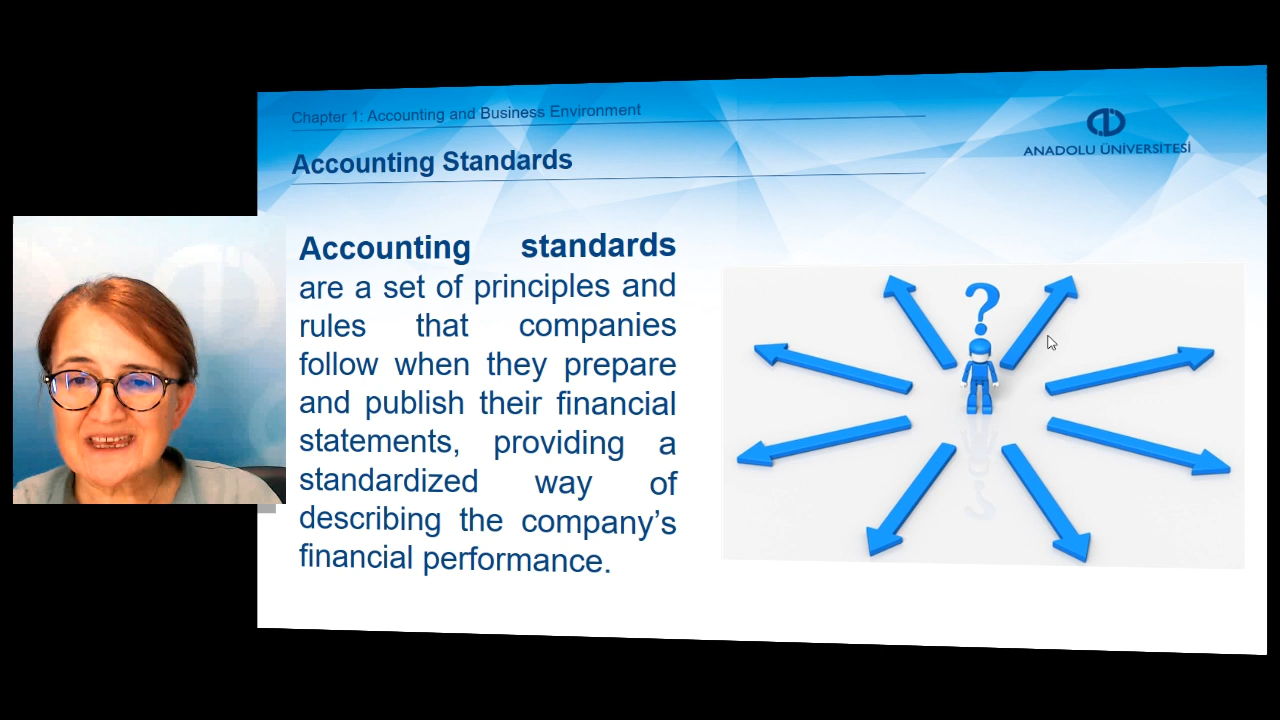 Chapter 1: Accounting and Business Environment
ANADOLU ÜNİVERSİTESİ
Accounting Standards
Accounting standards
are a set of principles and
rules that companies
follow when they prepare
and publish their financial
statements, providing a
standardized way of
describing the company’s
financial performance.
?